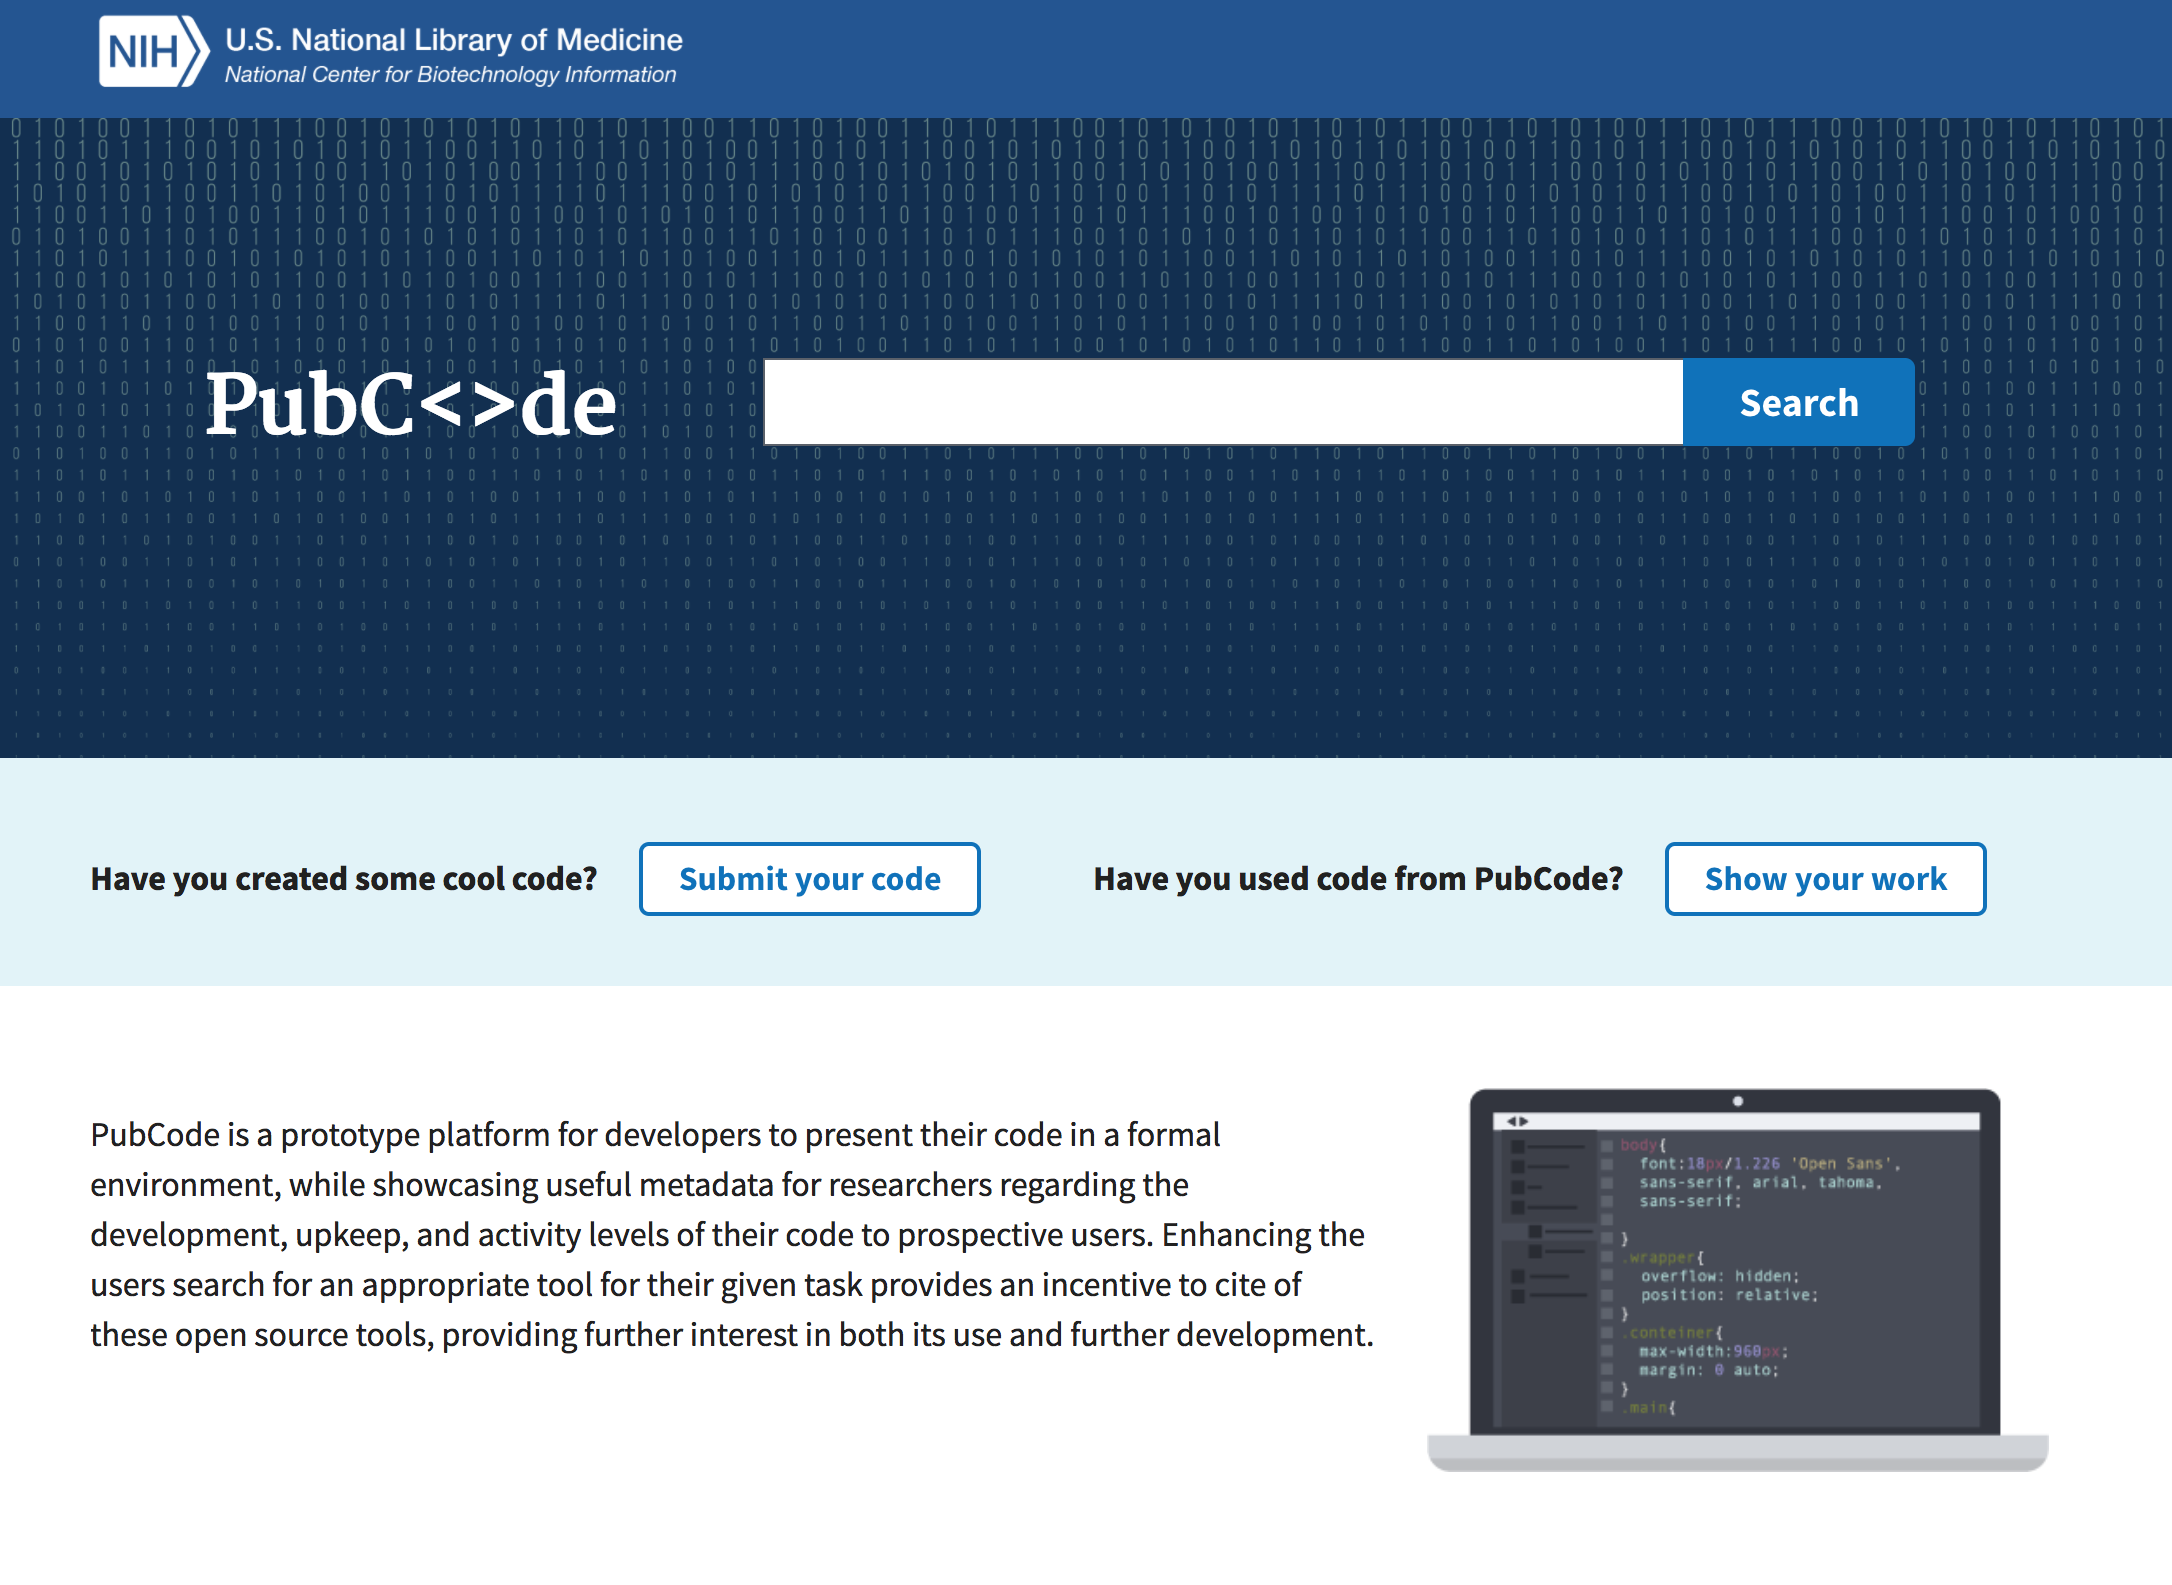 NIH
U.S. National Library of Medicine
National Center for Biotechnology Information
PubC<>de
Search
Have you created some cool code?
Submit your code
Have you used code from PubCode?
Show your work
PubCode is a prototype platform for developers to present their code in a formal
environment, while showcasing useful metadata for researchers regarding the
development, upkeep, and activity levels of their code to prospective users. Enhancing the
users search for an appropriate tool for their given task provides an incentive to cite of
these open source tools, providing further interest in both its use and further development.
body{
font:18px/1.226 'Open Sans',
sans-serif, arial, tahoma,
sans-serif;
}
.wrapper{
overflow: hidden;
position: relative;
}
.conteiner{
max-width:960px;
margin: 0 auto;
}
.main{